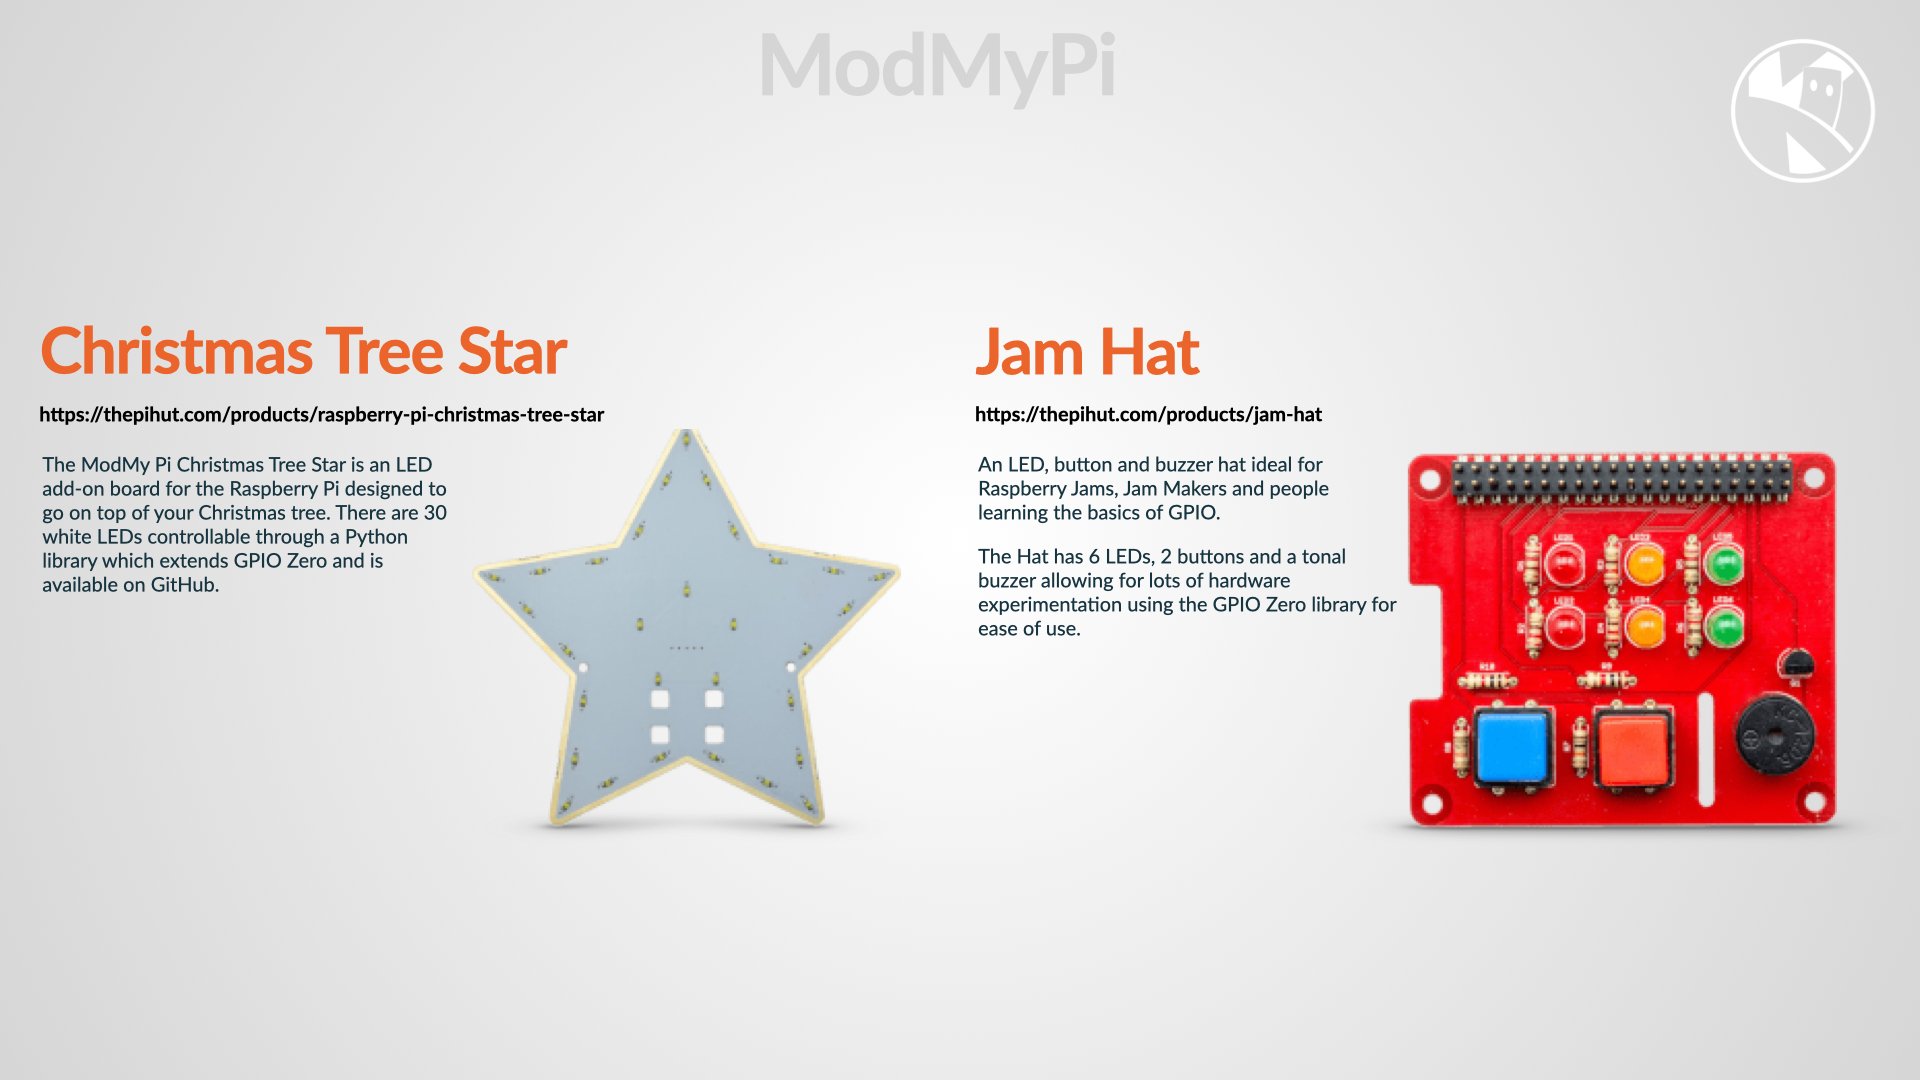 ModMyPi
Christmas Tree Star
https://thepihut.com/products/raspberry-pi-christmas-tree-star
The ModMy Pi Christmas Tree Star is an LED
add-on board for the Raspberry Pi designed to
go on top of your Christmas tree. There are 30
white LEDs controllable through a Python
library which extends GPIO Zero and is
available on GitHub.
Jam Hat
https://thepihut.com/products/jam-hat
An LED, button and buzzer hat ideal for
Raspberry Jams, Jam Makers and people
learning the basics of GPIO.
The Hat has 6 LEDs, 2 buttons and a tonal
buzzer allowing for lots of hardware
experimentation using the GPIO Zero library for
ease of use.
R10
R9